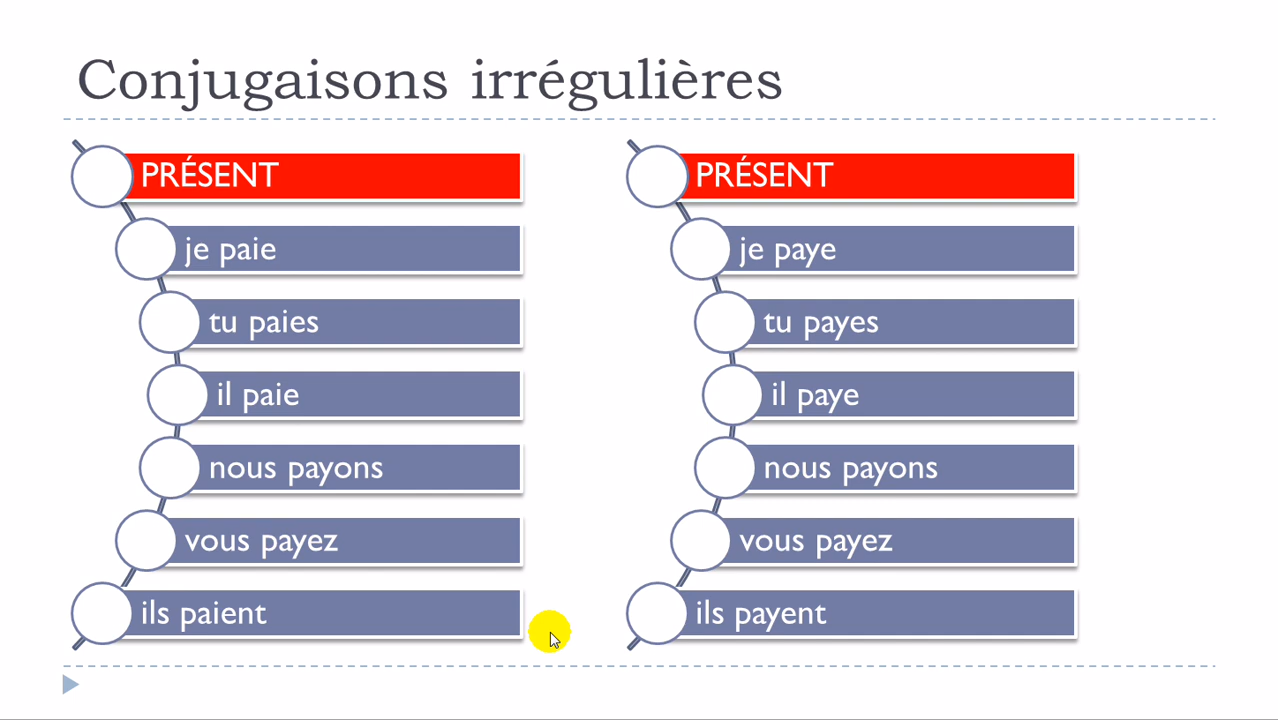 Conjugaisons irrégulières
PRÉSENT
je paie
tu paies
il paie
nous payons
vous payez
ils paient
PRÉSENT
je paye
tu payes
il paye
nous payons
vous payez
ils payent